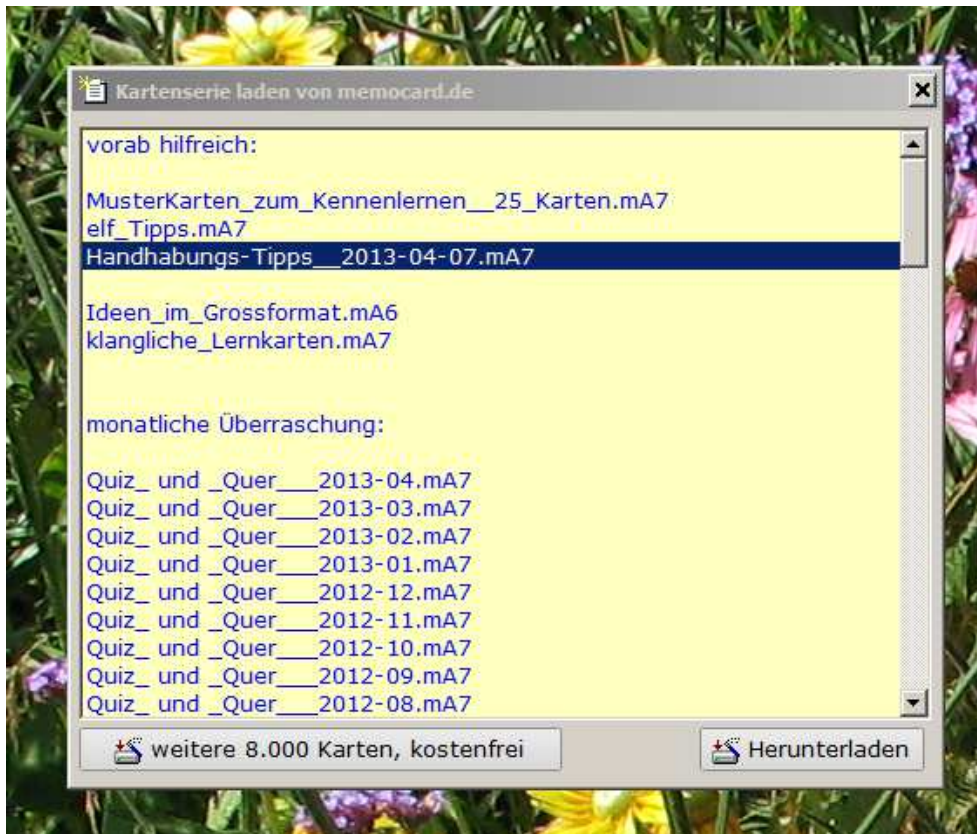 Kartenserie laden von memocard.de
vorab hilfreich:
MusterKarten_zum_Kennenlernen__25_Karten.mA7
elf_Tipps.mA7
Handhabungs-Tipps__2013-04-07.mA7
Ideen_im_Grossformat.mA6
klangliche_Lernkarten.mA7
monatliche Überraschung:
Quiz_ und _Quer___2013-04.mA7
Quiz_ und _Quer___2013-03.mA7
Quiz_ und _Quer___2013-02.mA7
Quiz_ und _Quer___2013-01.mA7
Quiz_ und _Quer___2012-12.mA7
Quiz_ und _Quer___2012-11.mA7
Quiz_ und _Quer___2012-10.mA7
Quiz_ und _Quer___2012-09.mA7
Quiz_ und _Quer___2012-08.mA7
weitere 8.000 Karten, kostenfrei
Herunterladen